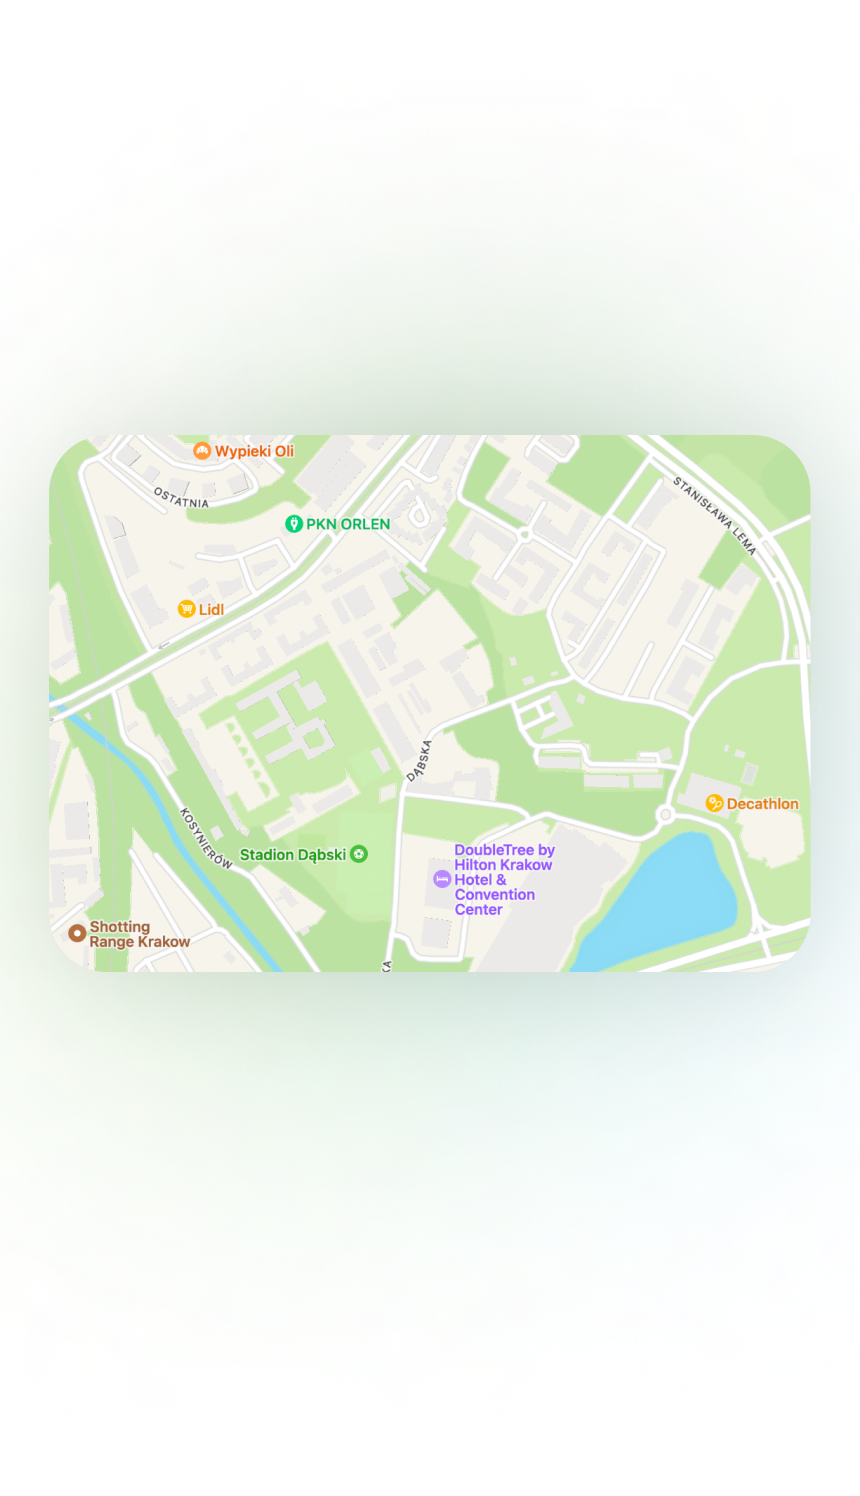 Wypieki Oli
OSTATNIA
STANISŁAWA LEMA
PKN ORLEN
Lidl
DĄBSKA
Decathlon
KOSYNIERÓW
Stadion Dąbski
DoubleTree by
Hilton Krakow
Hotel &
Convention
Center
Shotting
Range Krakow
KA